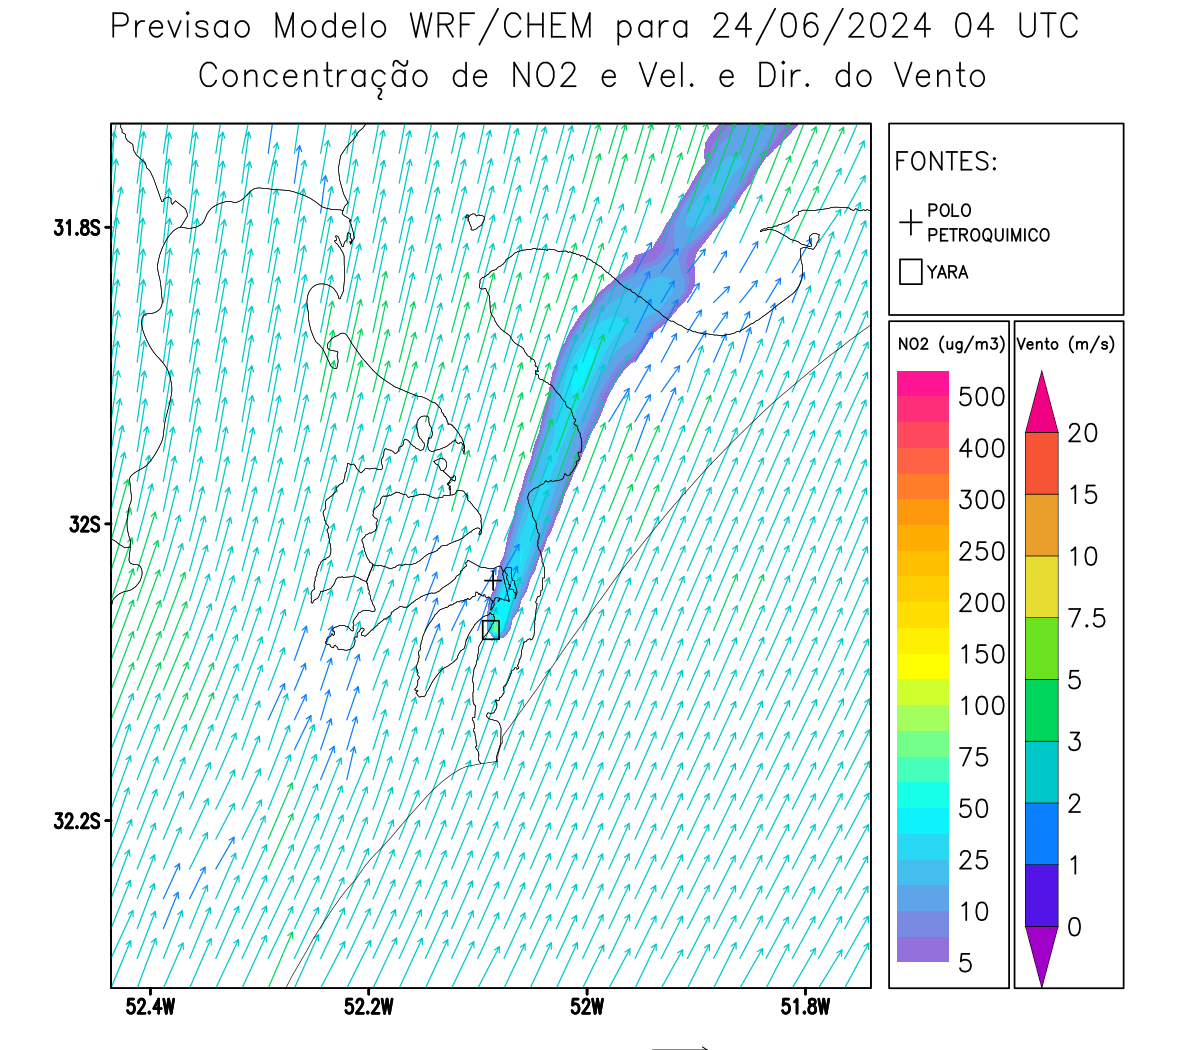 Previsao Modelo WRF/CHEM para 24/06/2024 04 UTC
Concentração de NO2 e Vel. e Dir. do Vento
FONTES:
POLO
PETROQUIMICO
YARA
NO2 (ug/m3)
500
400
300
250
200
150
100
75
50
25
10
5
Vento (m/s)
20
15
10
7.5
5
3
2
1
0
31.8S
32S
32.2S
52.4W
52.2W
52W
51.8W